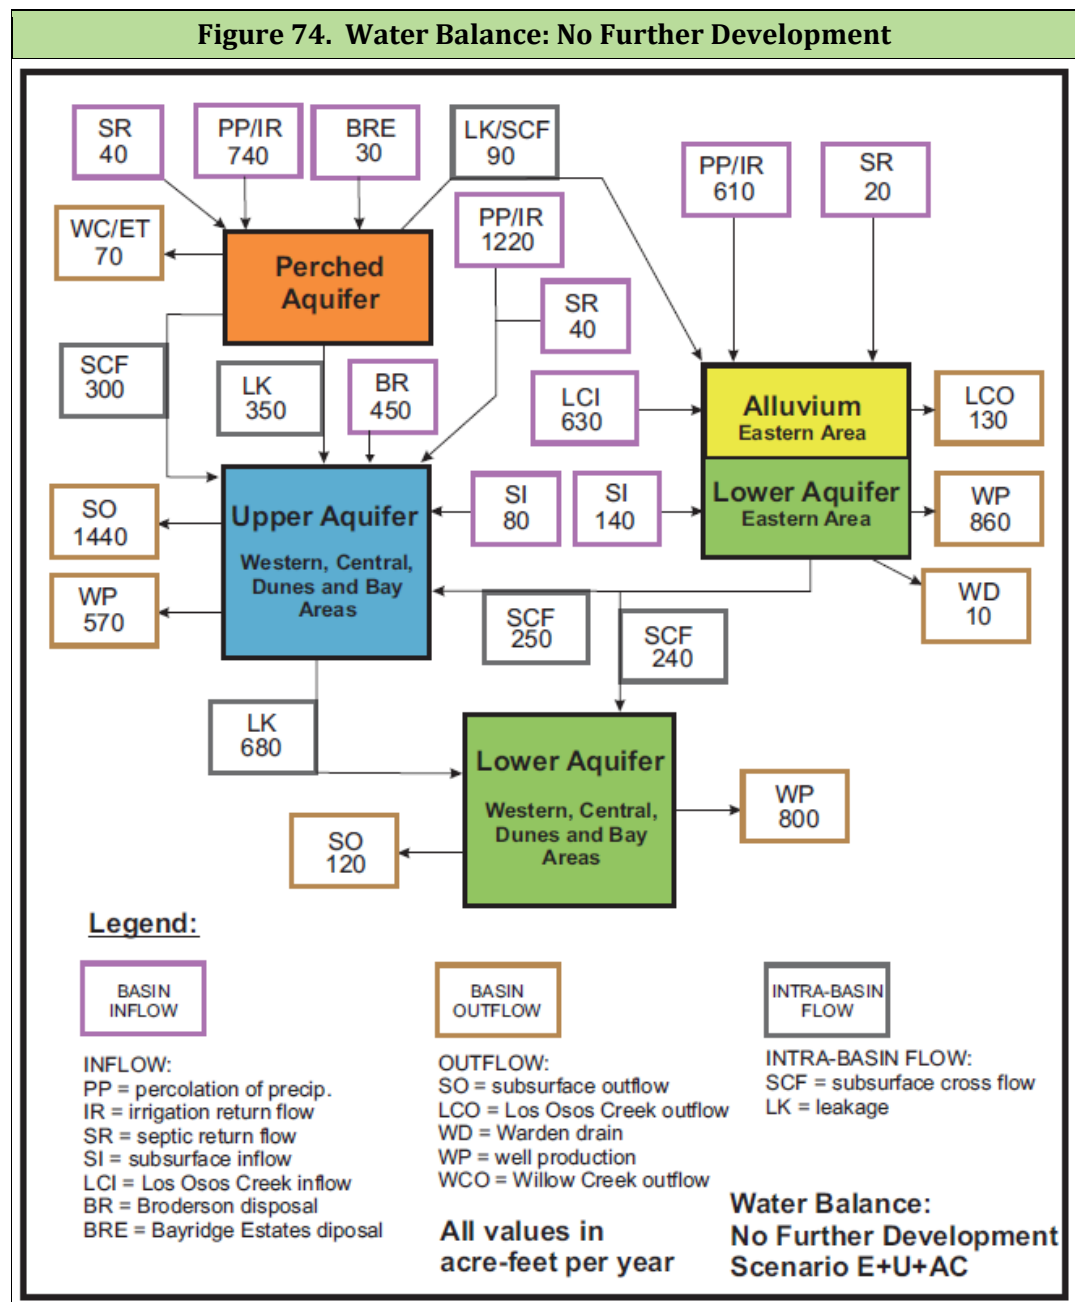 Figure 74.  Water Balance: No Further Development
SR
40
PP/IR
740
BRE
30
LK/SCF
90
PP/IR
610
SR
20
WC/ET
70
PP/IR
1220
Perched
Aquifer
SR
40
SCF
300
LK
350
BR
450
LCI
630
Alluvium
Eastern Area
LCO
130
SO
1440
Upper Aquifer
Western, Central,
Dunes and Bay
Areas
SI
80
SI
140
Lower Aquifer
Eastern Area
WP
860
WP
570
SCF
250
SCF
240
WD
10
LK
680
Lower Aquifer
Western, Central,
Dunes and Bay
Areas
WP
800
SO
120
Legend:
BASIN
INFLOW
BASIN
OUTFLOW
INTRA-BASIN
FLOW
INFLOW:
PP = percolation of precip.
IR = irrigation return flow
SR = septic return flow
SI = subsurface inflow
LCI = Los Osos Creek inflow
BR = Broderson disposal
BRE = Bayridge Estates diposal
OUTFLOW:
SO = subsurface outflow
LCO = Los Osos Creek outflow
WD = Warden drain
WP = well production
WCO = Willow Creek outflow
INTRA-BASIN FLOW:
SCF = subsurface cross flow
LK = leakage
All values in
acre-feet per year
Water Balance:
No Further Development
Scenario E+U+AC